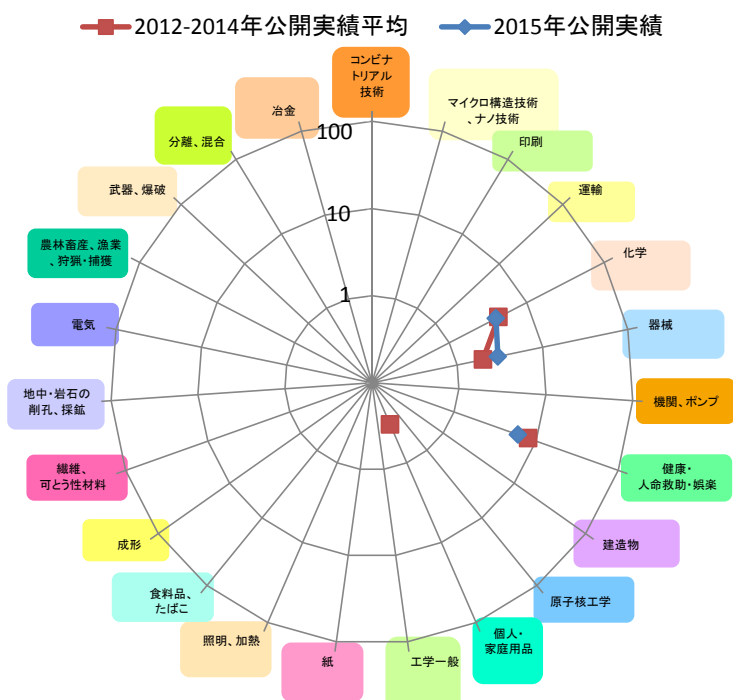 2012-2014年公開実績平均
2015年公開実績
コンビナ
トリアル
技術
マイクロ構造技術
、ナノ技術
印刷
運輸
化学
器械
機関、ポンプ
健康・
人命救助・娯楽
建造物
原子核工学
個人・
家庭用品
工学一般
紙
照明、加熱
食料品、
たばこ
成形
繊維、
可とう性材料
地中・岩石の
削孔、採鉱
電気
農林畜産、漁業
、狩猟・捕獲
武器、爆破
分離、混合
冶金
100
10
1